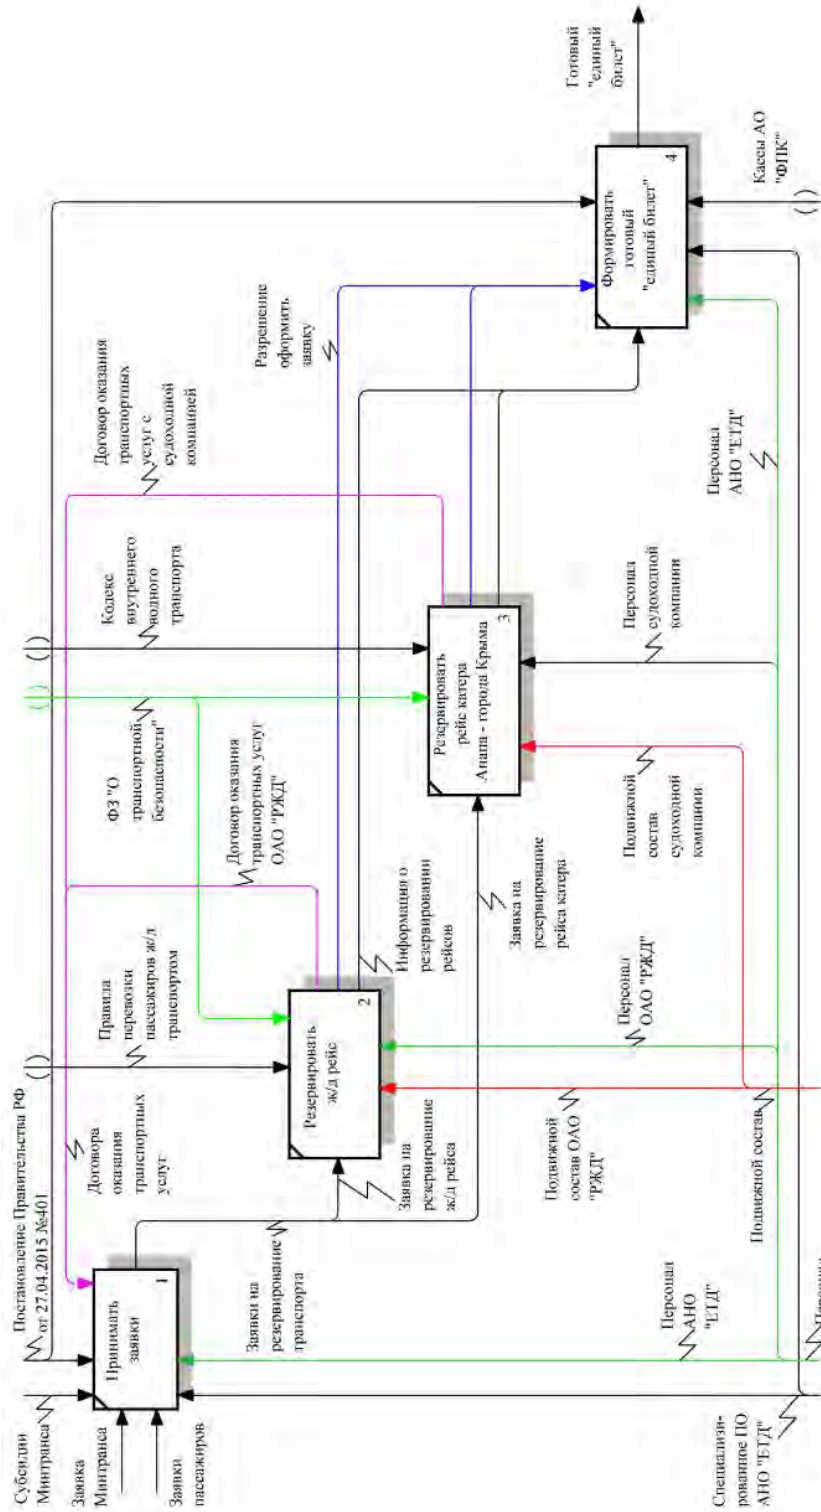 Субсидии
Минтранса
Заявка
Минтранса
Заявки
пассажиров
Постановление Правительства РФ
от 27.04.2015 №401
Принимать
заявки
1
Договора
оказания
транспортных
услуг
Заявки на
резервирование
транспорта
Правила
перевозки
пассажиров ж/д
транспортом
Резервировать
ж/д рейс
2
Заявка на
резервирование
ж/д рейса
ФЗ "О
транспортной
безопасности"
Договор оказания
транспортных услуг
ОАО "РЖД"
Информация о
резервировании
рейсов
Кодекс
внутреннего
водного
транспорта
Договор оказания
транспортных
услуг с
судоходной
компанией
Резервировать
рейс катера
Анапа - города Крыма
3
Заявка на
резервирование
рейса катера
Разрешение
оформить
заявку
Формировать
готовый
"единый билет"
4
Готовый
"единый
билет"
Кассы АО
"ФПК"
Персонал
АНО "ЕТД"
Персонал
судоходной
компании
Подвижной
состав
судоходной
компании
Персонал
ОАО "РЖД"
Подвижной
состав ОАО
"РЖД"
Подвижной состав
Персонал
АНО
"ЕТД"
Специализи-
рованное ПО
АНО "ЕТД"